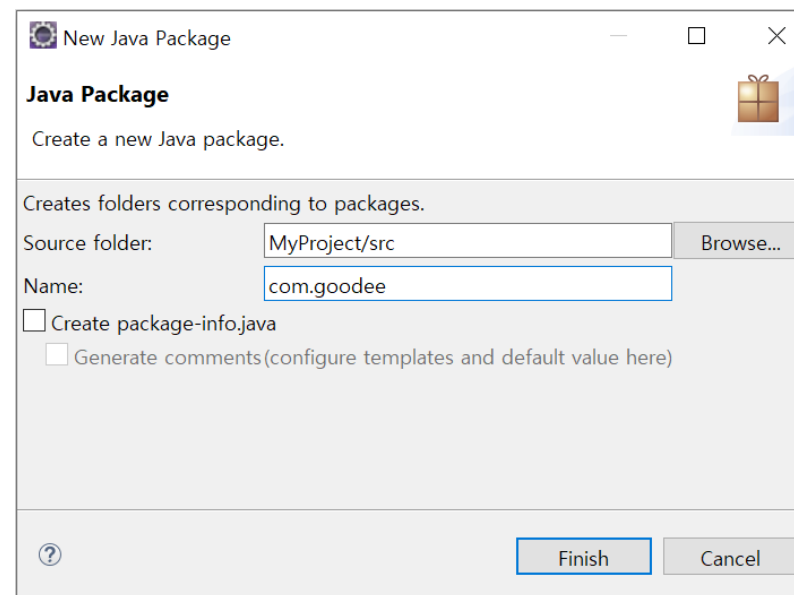 New Java Package
Java Package
Create a new Java package.
Creates folders corresponding to packages.
Source folder: MyProject/src Browse...
Name: com.goodee
Create package-info.java
Generate comments (configure templates and default value here)
? Finish Cancel